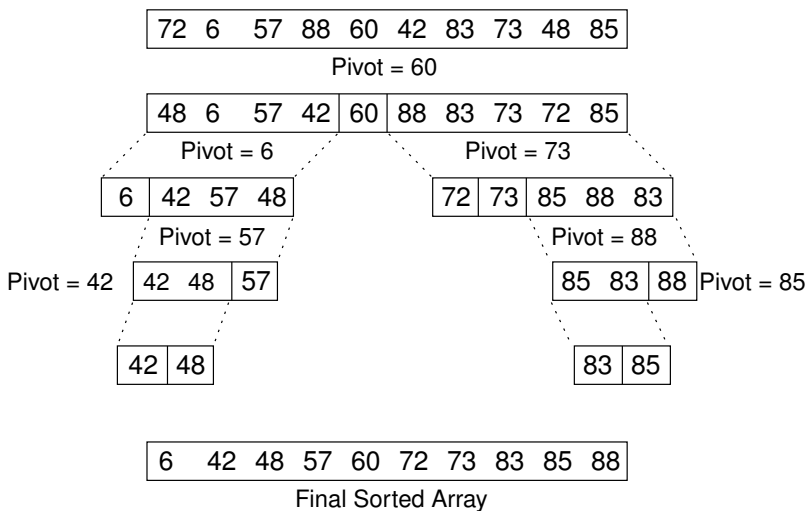 72 6 57 88 60 42 83 73 48 85
Pivot = 60
48 6 57 42 60 88 83 73 72 85
Pivot = 6 Pivot = 73
6 42 57 48 72 73 85 88 83
Pivot = 57 Pivot = 88
Pivot = 42 42 48 57 85 83 88 Pivot = 85
42 48 83 85
6 42 48 57 60 72 73 83 85 88
Final Sorted Array